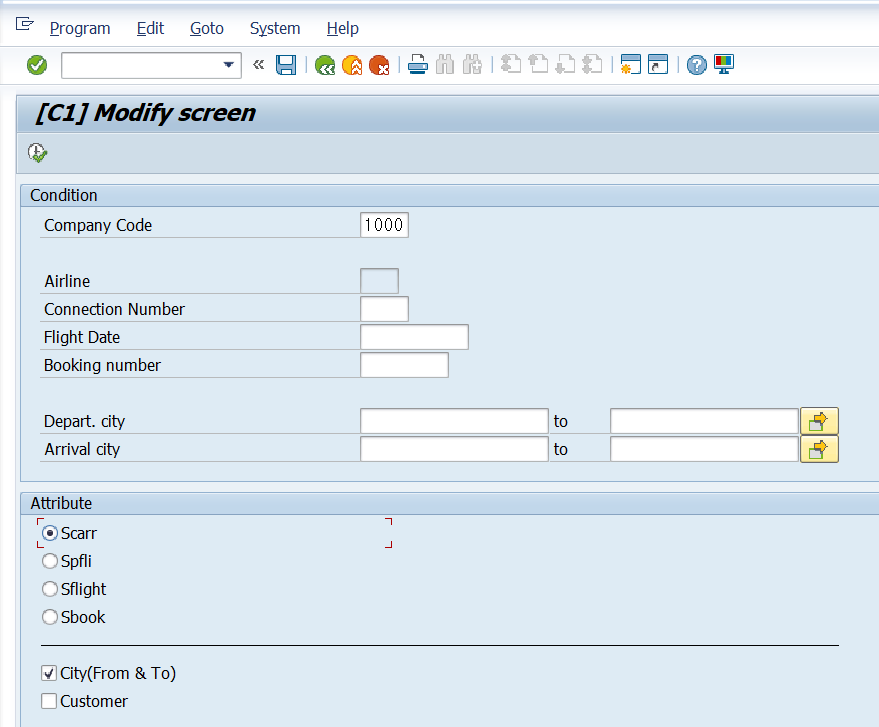 Program Edit Goto System Help
[C1] Modify screen
Condition
Company Code 1000
Airline
Connection Number
Flight Date
Booking number
Depart. city to
Arrival city to
Attribute
Scarr
Spfli
Sflight
Sbook
City(From & To)
Customer